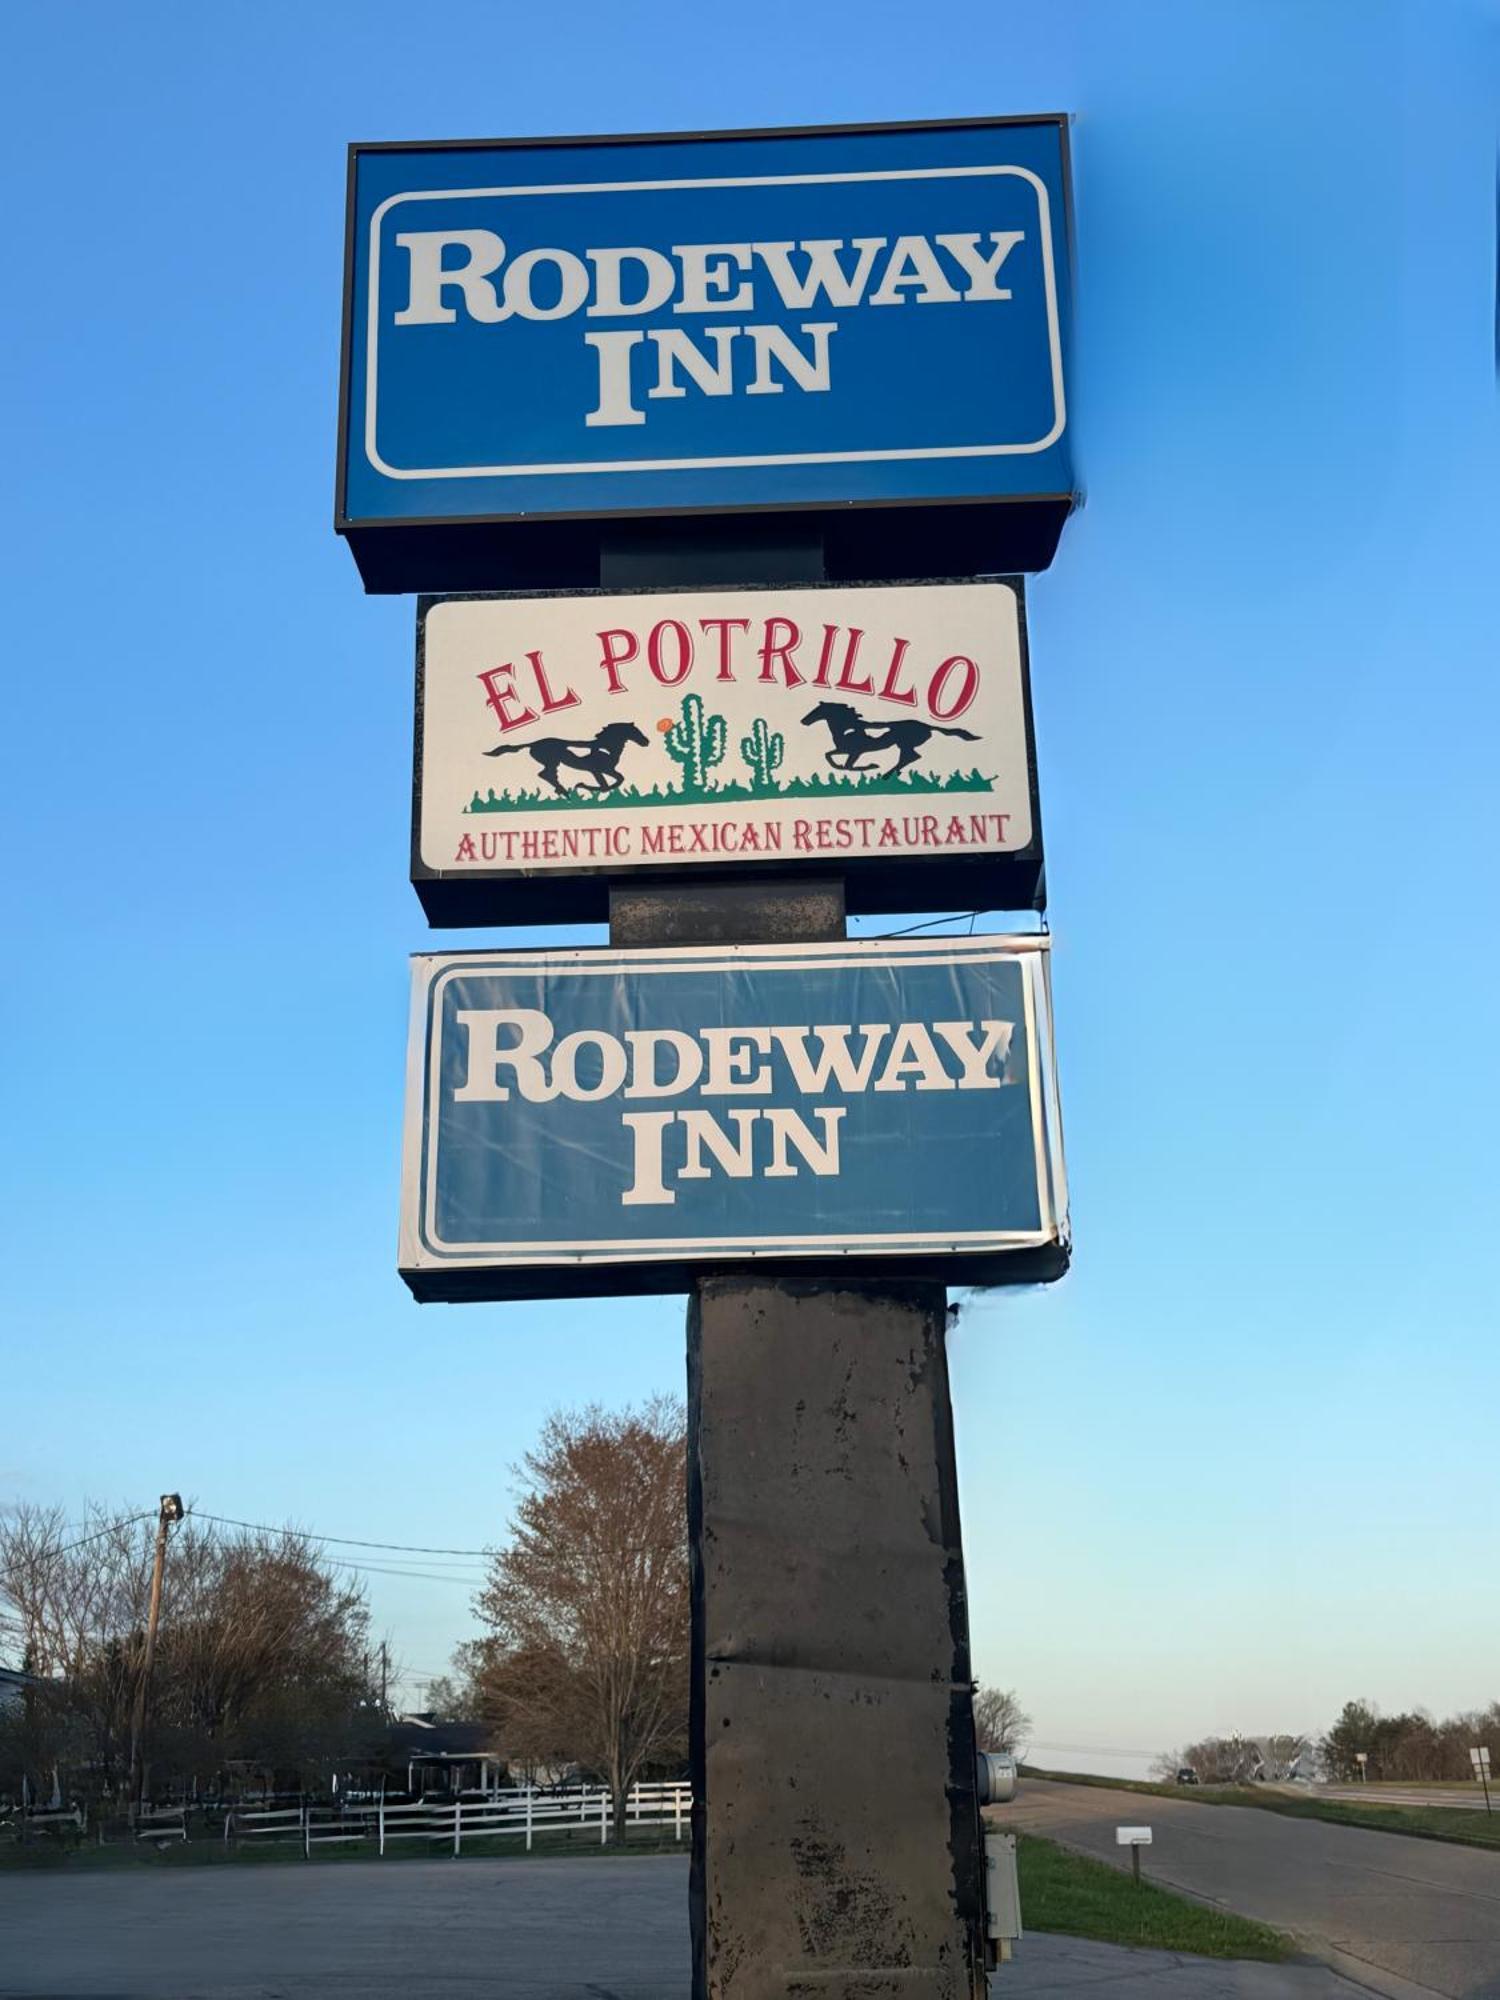 RODEWAY
INN
EL POTRILLO
AUTHENTIC MEXICAN RESTAURANT
RODEWAY
INN